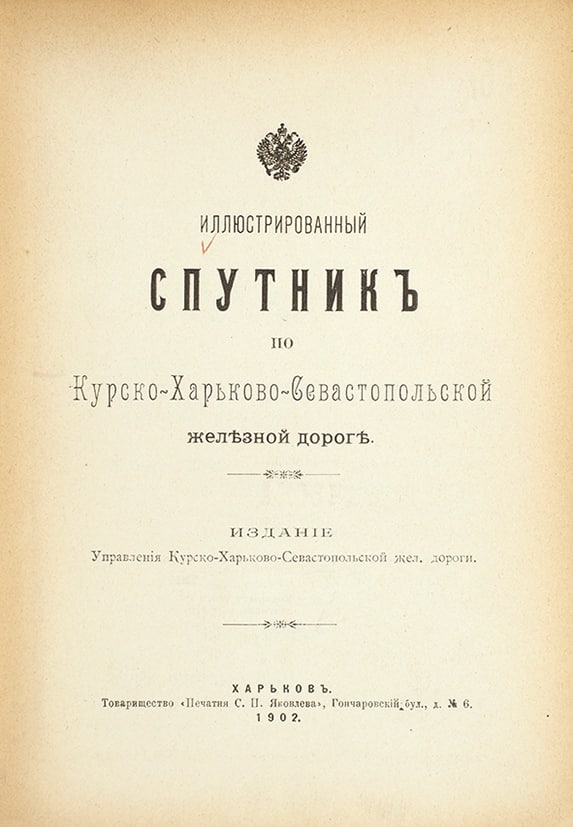 ИЛЛЮСТРИРОВАННЫЙ
СПУТНИКЪ
ПО
Курско-Харьково-Севастопольской
желѣзной дорогѣ.
ИЗДАНІЕ
Управленія Курско-Харьково-Севастопольской жел. дороги.
ХАРЬКОВЪ.
Товарищество «Печатня С. П. Яковлева», Гончаровскій бул., д. № 6.
1902.